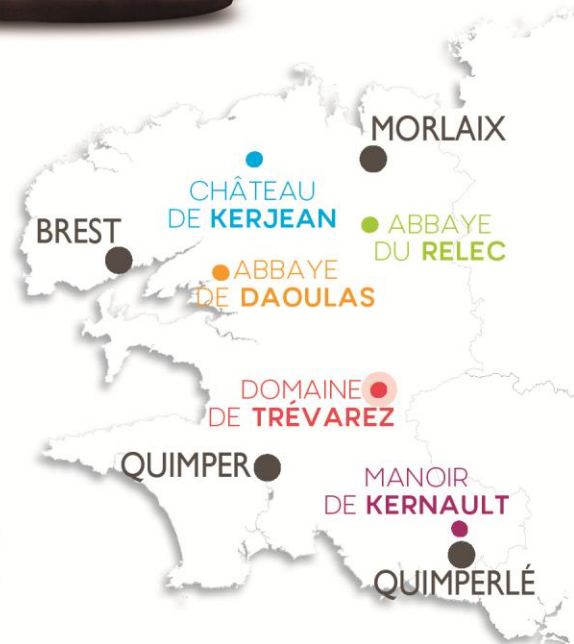 MORLAIX
CHÂTEAU
DE KERJEAN
ABBAYE
DU RELEC
BREST
ABBAYE
DE DAOULAS
DOMAINE
DE TRÉVAREZ
QUIMPER
MANOIR
DE KERNAULT
QUIMPERLÉ